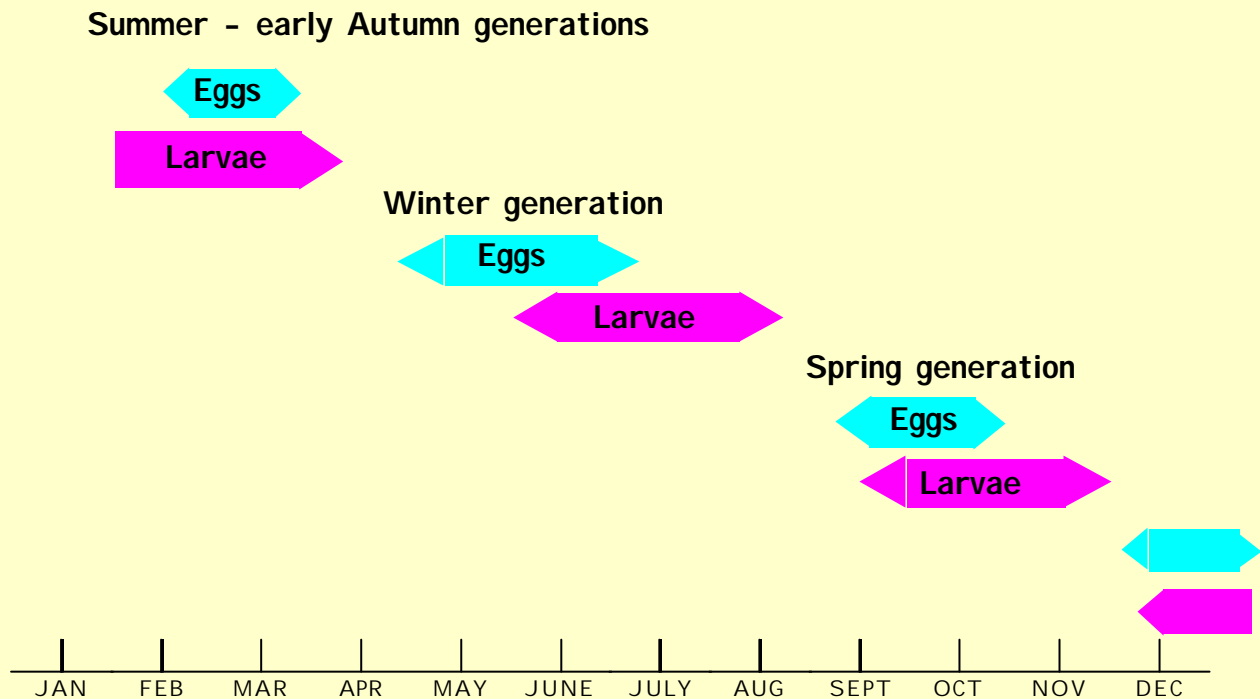 Summer - early Autumn generations
Eggs
Larvae
Winter generation
Eggs
Larvae
Spring generation
Eggs
Larvae
JAN FEB MAR APR MAY JUNE JULY AUG SEPT OCT NOV DEC